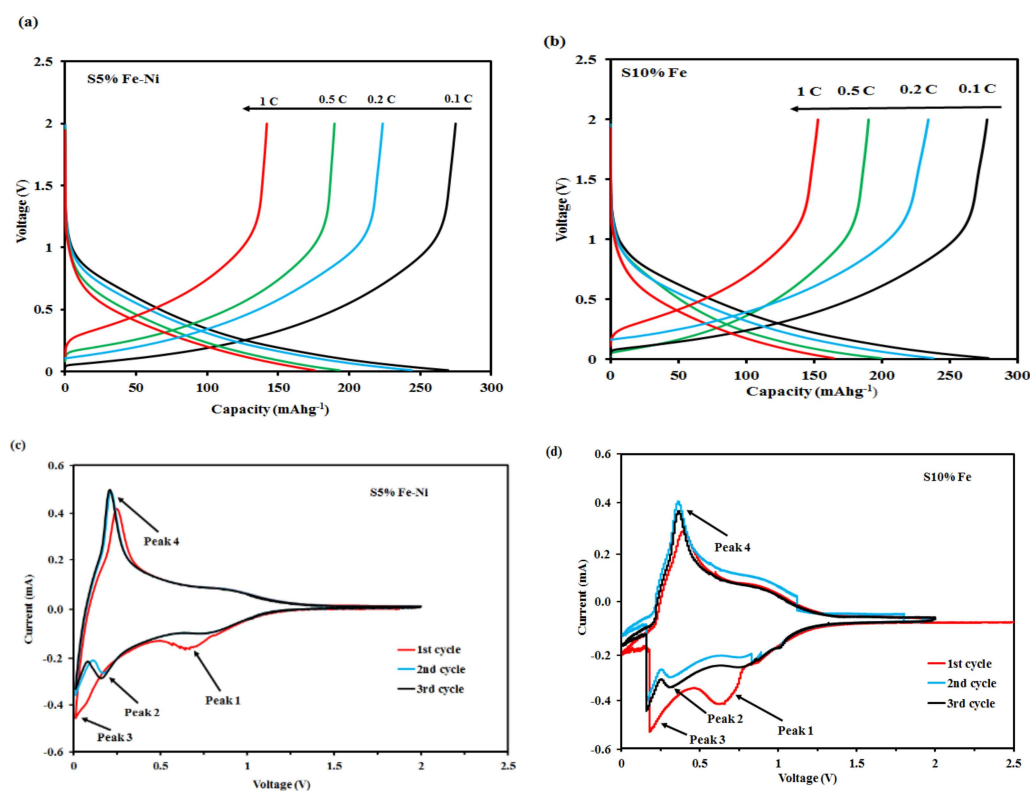 (a)
S5% Fe-Ni
1 C 0.5 C 0.2 C 0.1 C
2.5
2
1.5
1
0.5
0
Voltage (V)
0 50 100 150 200 250 300
Capacity (mAhg⁻¹)
(b)
S10% Fe
1 C 0.5 C 0.2 C 0.1 C
2.5
2
1.5
1
0.5
0
Voltage (V)
0 50 100 150 200 250 300
Capacity (mAhg⁻¹)
(c)
S5% Fe-Ni
0.6
0.4
0.2
0.0
-0.2
-0.4
-0.6
Current (mA)
Peak 4
Peak 1
Peak 2
Peak 3
1st cycle
2nd cycle
3rd cycle
0 0.5 1 1.5 2 2.5
Voltage (V)
(d)
S10% Fe
0.6
0.4
0.2
0.0
-0.2
-0.4
-0.6
Current (mA)
Peak 4
Peak 2
Peak 1
Peak 3
1st cycle
2nd cycle
3rd cycle
0 0.5 1 1.5 2 2.5
Voltage (V)